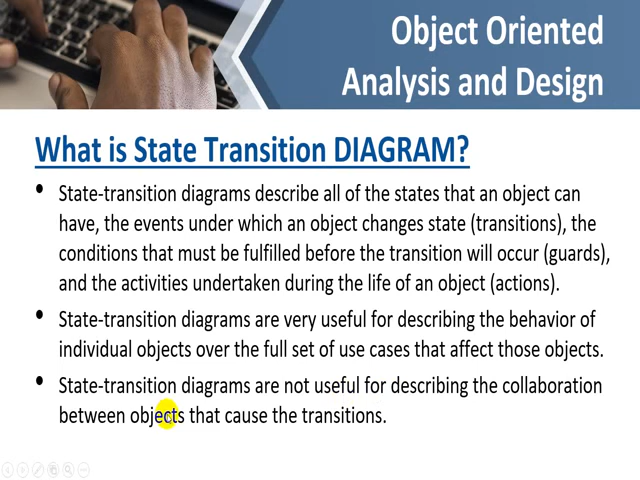 Object Oriented
Analysis and Design
What is State Transition DIAGRAM?
• State-transition diagrams describe all of the states that an object can
have, the events under which an object changes state (transitions), the
conditions that must be fulfilled before the transition will occur (guards),
and the activities undertaken during the life of an object (actions).
• State-transition diagrams are very useful for describing the behavior of
individual objects over the full set of use cases that affect those objects.
• State-transition diagrams are not useful for describing the collaboration
between objects that cause the transitions.